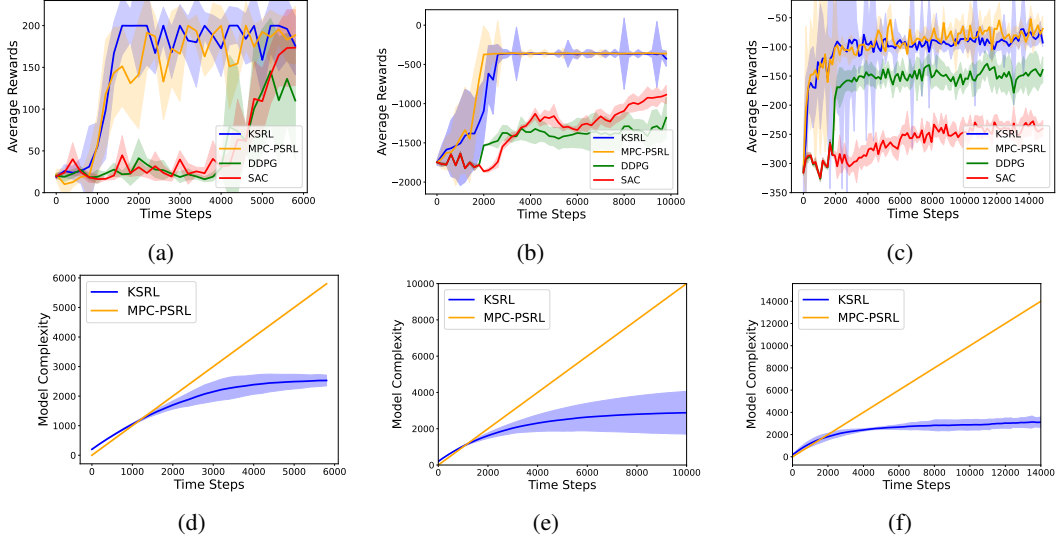 200
150
100
50
0
Average Rewards
KSRL
MPC-PSRL
DDPG
SAC
0 1000 2000 3000 4000 5000 6000
Time Steps
(a)
0
−500
−1000
−1500
−2000
Average Rewards
KSRL
MPC-PSRL
DDPG
SAC
0 2000 4000 6000 8000 10000
Time Steps
(b)
−50
−100
−150
−200
−250
−300
−350
Average Rewards
KSRL
MPC-PSRL
DDPG
SAC
0 2000 4000 6000 8000 10000 12000 14000
Time Steps
(c)
6000
5000
4000
3000
2000
1000
0
Model Complexity
KSRL
MPC-PSRL
0 1000 2000 3000 4000 5000 6000
Time Steps
(d)
10000
8000
6000
4000
2000
0
Model Complexity
KSRL
MPC-PSRL
0 2000 4000 6000 8000 10000
Time Steps
(e)
14000
12000
10000
8000
6000
4000
2000
0
Model Complexity
KSRL
MPC-PSRL
0 2000 4000 6000 8000 10000 12000 14000
Time Steps
(f)